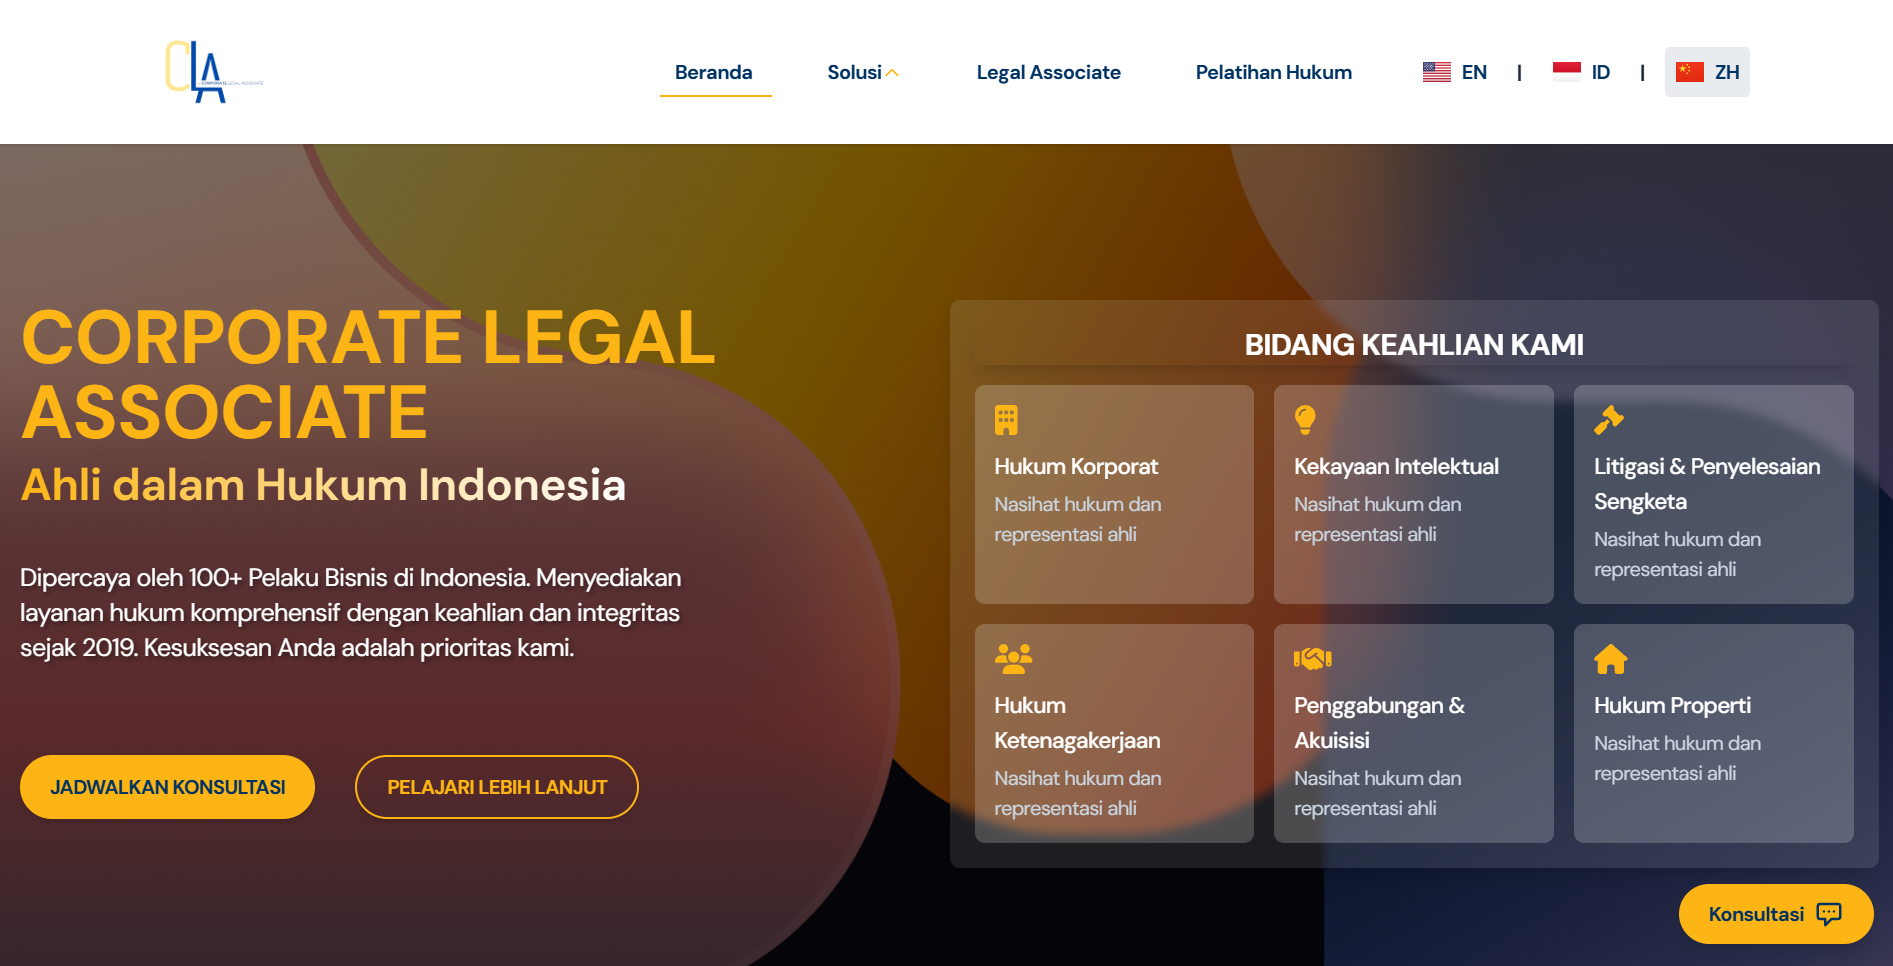 CLA
CORPORATE LEGAL ASSOCIATE
Beranda
Solusi
Legal Associate
Pelatihan Hukum
EN
|
ID
|
ZH
CORPORATE LEGAL
ASSOCIATE
Ahli dalam Hukum Indonesia
Dipercaya oleh 100+ Pelaku Bisnis di Indonesia. Menyediakan
layanan hukum komprehensif dengan keahlian dan integritas
sejak 2019. Kesuksesan Anda adalah prioritas kami.
JADWALKAN KONSULTASI
PELAJARI LEBIH LANJUT
BIDANG KEAHLIAN KAMI
Hukum Korporat
Nasihat hukum dan
representasi ahli
Kekayaan Intelektual
Nasihat hukum dan
representasi ahli
Litigasi & Penyelesaian
Sengketa
Nasihat hukum dan
representasi ahli
Hukum
Ketenagakerjaan
Nasihat hukum dan
representasi ahli
Penggabungan &
Akuisisi
Nasihat hukum dan
representasi ahli
Hukum Properti
Nasihat hukum dan
representasi ahli
Konsultasi